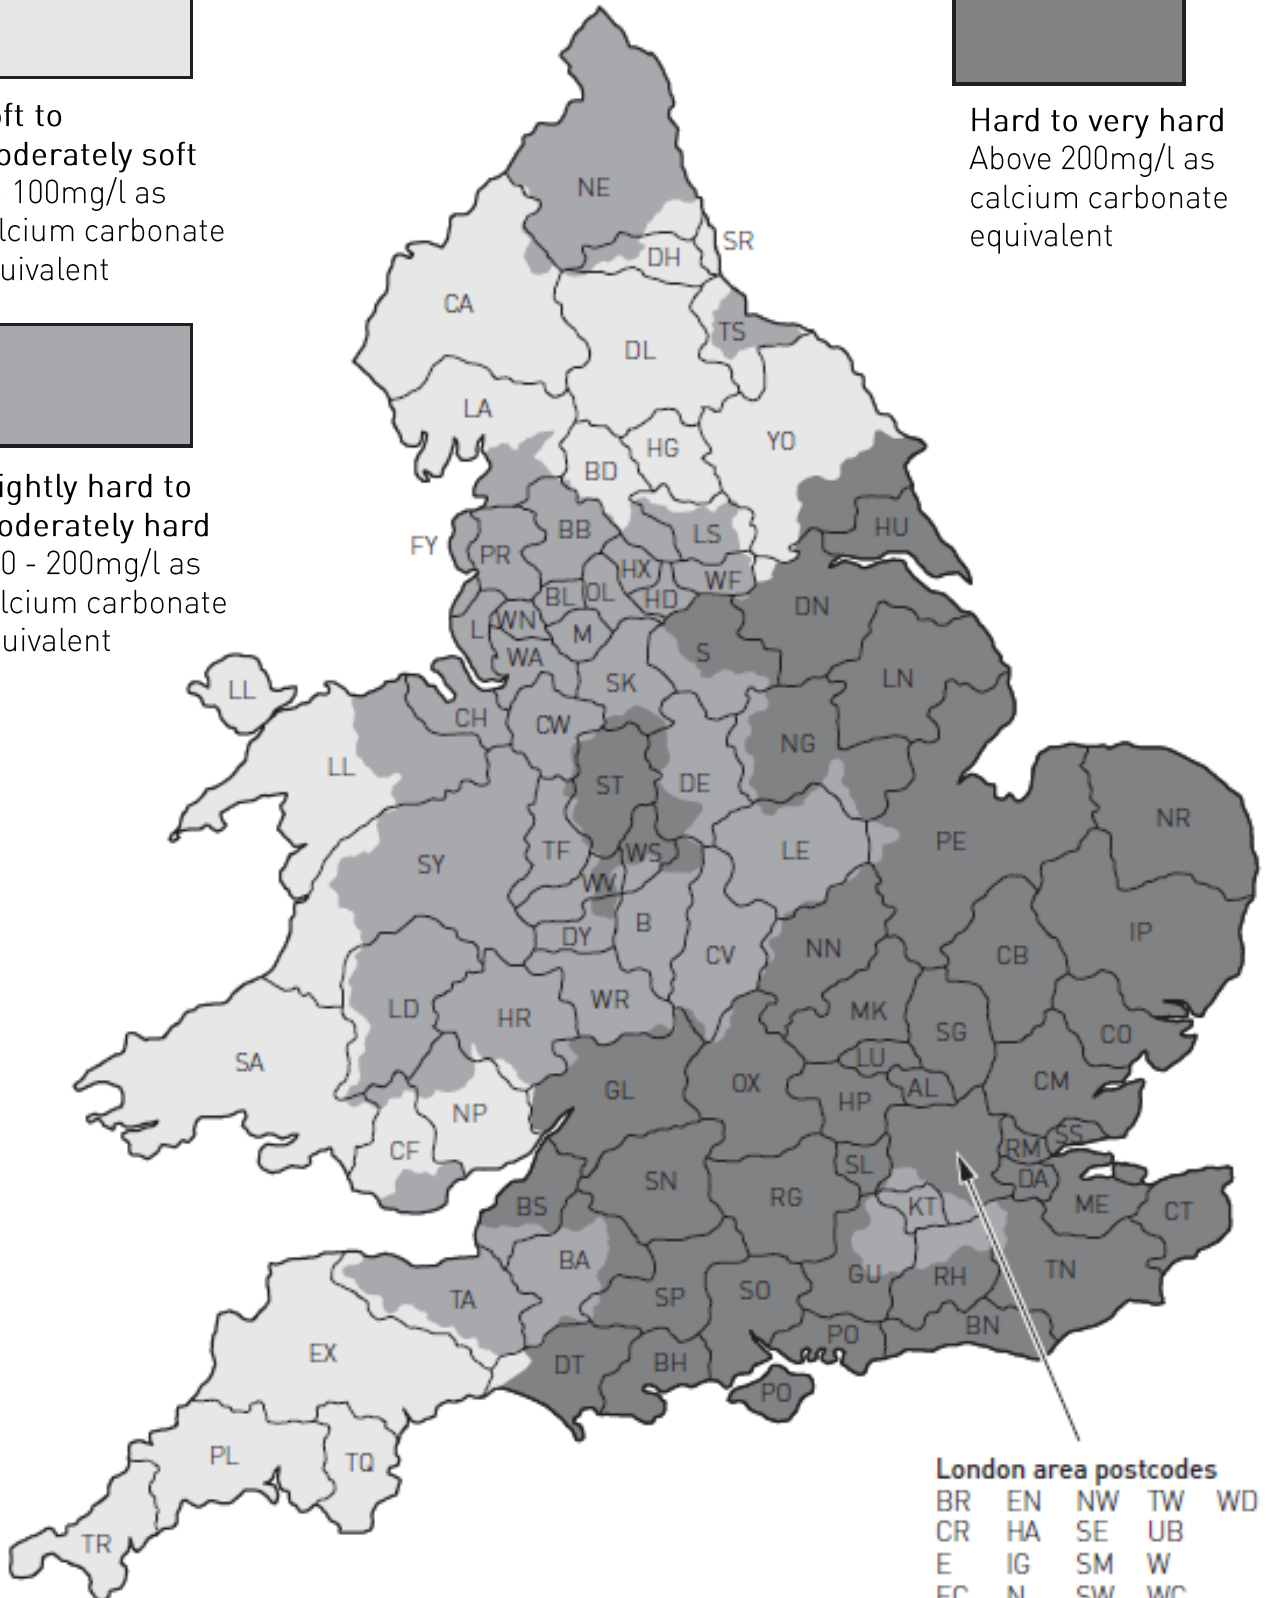 ft to
oderately soft
100mg/l as
lcium carbonate
uivalent
Hard to very hard
Above 200mg/l as
calcium carbonate
equivalent
ightly hard to
oderately hard
0 - 200mg/l as
lcium carbonate
uivalent
NE
SR
DH
CA
TS
DL
LA
YO
HG
BD
HU
LS
BB
FY
PR
HX
WF
BL
OL
HD
DN
WN
L
M
WA
S
SK
LN
LL
CH
CW
NG
LL
ST
DE
NR
PE
TF
WS
LE
SY
WV
B
IP
DY
NN
CV
CB
WR
LD
HR
MK
SG
CO
SA
LU
GL
OX
AL
CM
HP
NP
SS
CF
RM
SL
DA
SN
RG
BS
KT
ME
CT
BA
GU
RH
TN
TA
SP
SO
BN
PO
EX
DT
BH
PO
PL
TQ
TR
London area postcodes
BR EN NW TW WD
CR HA SE UB
E IG SM W
EC N SW WC